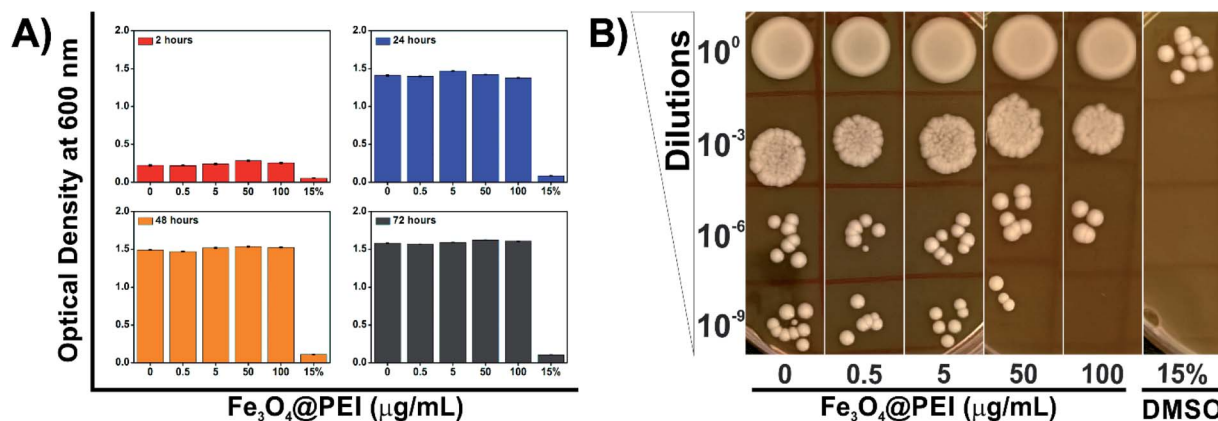 A)
Optical Density at 600 nm
2.0
1.5
1.0
0.5
0.0
2 hours
0 0.5 5 50 100 15%
2.0
1.5
1.0
0.5
0.0
24 hours
0 0.5 5 50 100 15%
2.0
1.5
1.0
0.5
0.0
48 hours
0 0.5 5 50 100 15%
2.0
1.5
1.0
0.5
0.0
72 hours
0 0.5 5 50 100 15%
Fe₃O₄@PEI (μg/mL)
B)
Dilutions
10⁰
10⁻³
10⁻⁶
10⁻⁹
0 0.5 5 50 100 15%
Fe₃O₄@PEI (μg/mL) DMSO